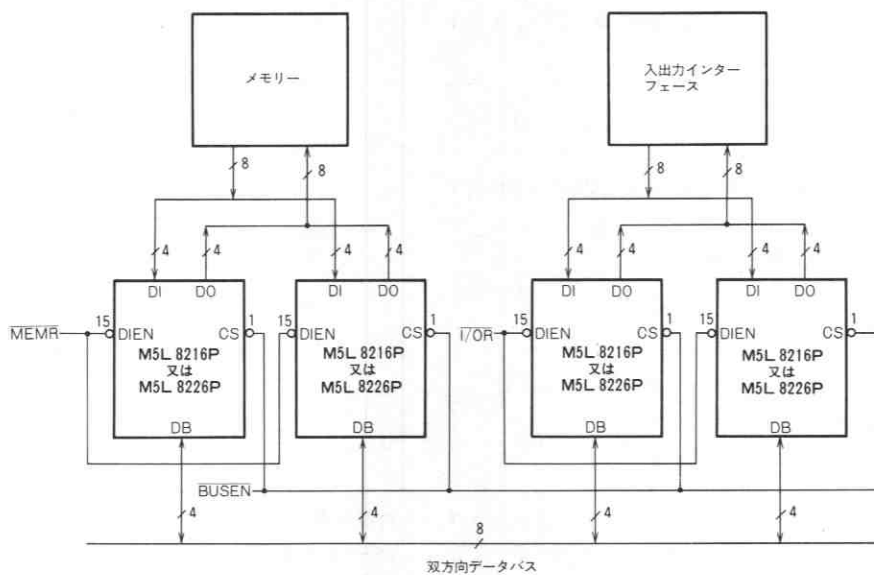 メモリー
入出力インター
フェース
8
8
8
8
4
4
4
4
4
4
4
4
DI
DO
DI
DO
DI
DO
DI
DO
MEMR
15
DIEN
CS
1
15
DIEN
CS
1
I/OR
15
DIEN
CS
1
15
DIEN
CS
1
M5L 8216P
又は
M5L 8226P
M5L 8216P
又は
M5L 8226P
M5L 8216P
又は
M5L 8226P
M5L 8216P
又は
M5L 8226P
DB
DB
DB
DB
BUSEN
4
4
4
4
8
双方向データバス